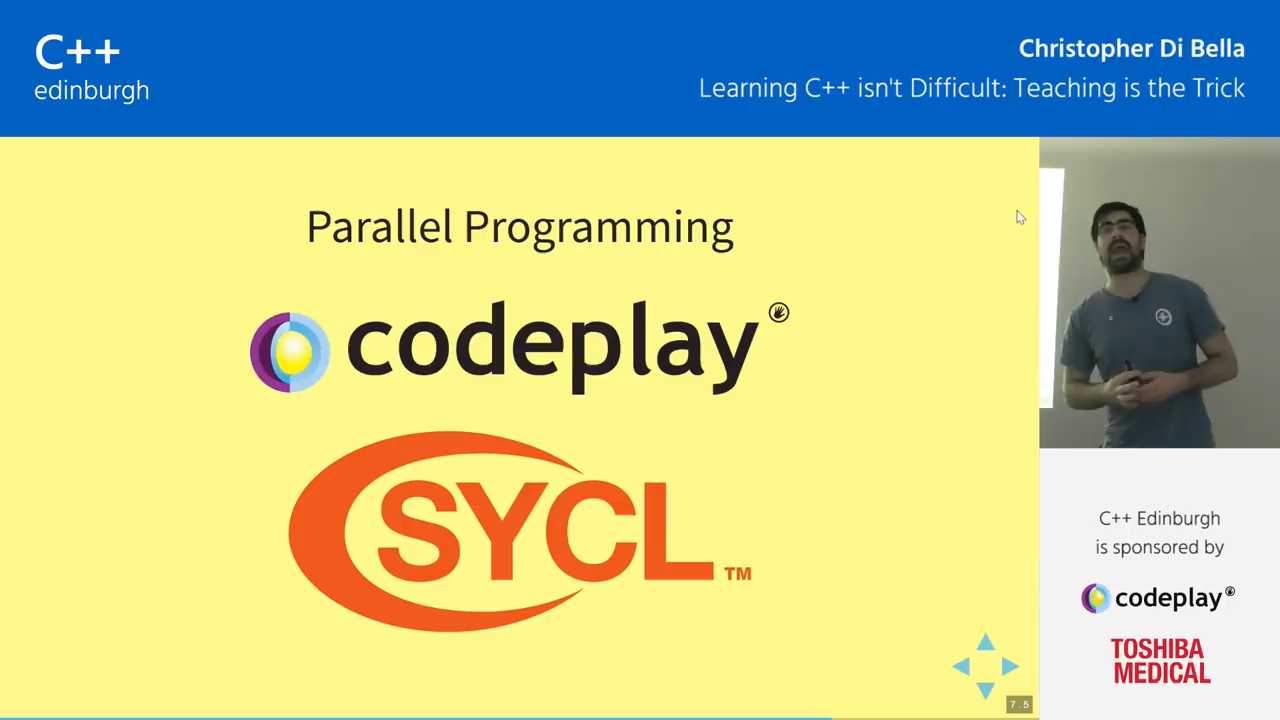 C++
edinburgh
Christopher Di Bella
Learning C++ isn't Difficult: Teaching is the Trick
Parallel Programming
codeplay
SYCL TM
C++ Edinburgh
is sponsored by
codeplay
TOSHIBA
MEDICAL
7.5